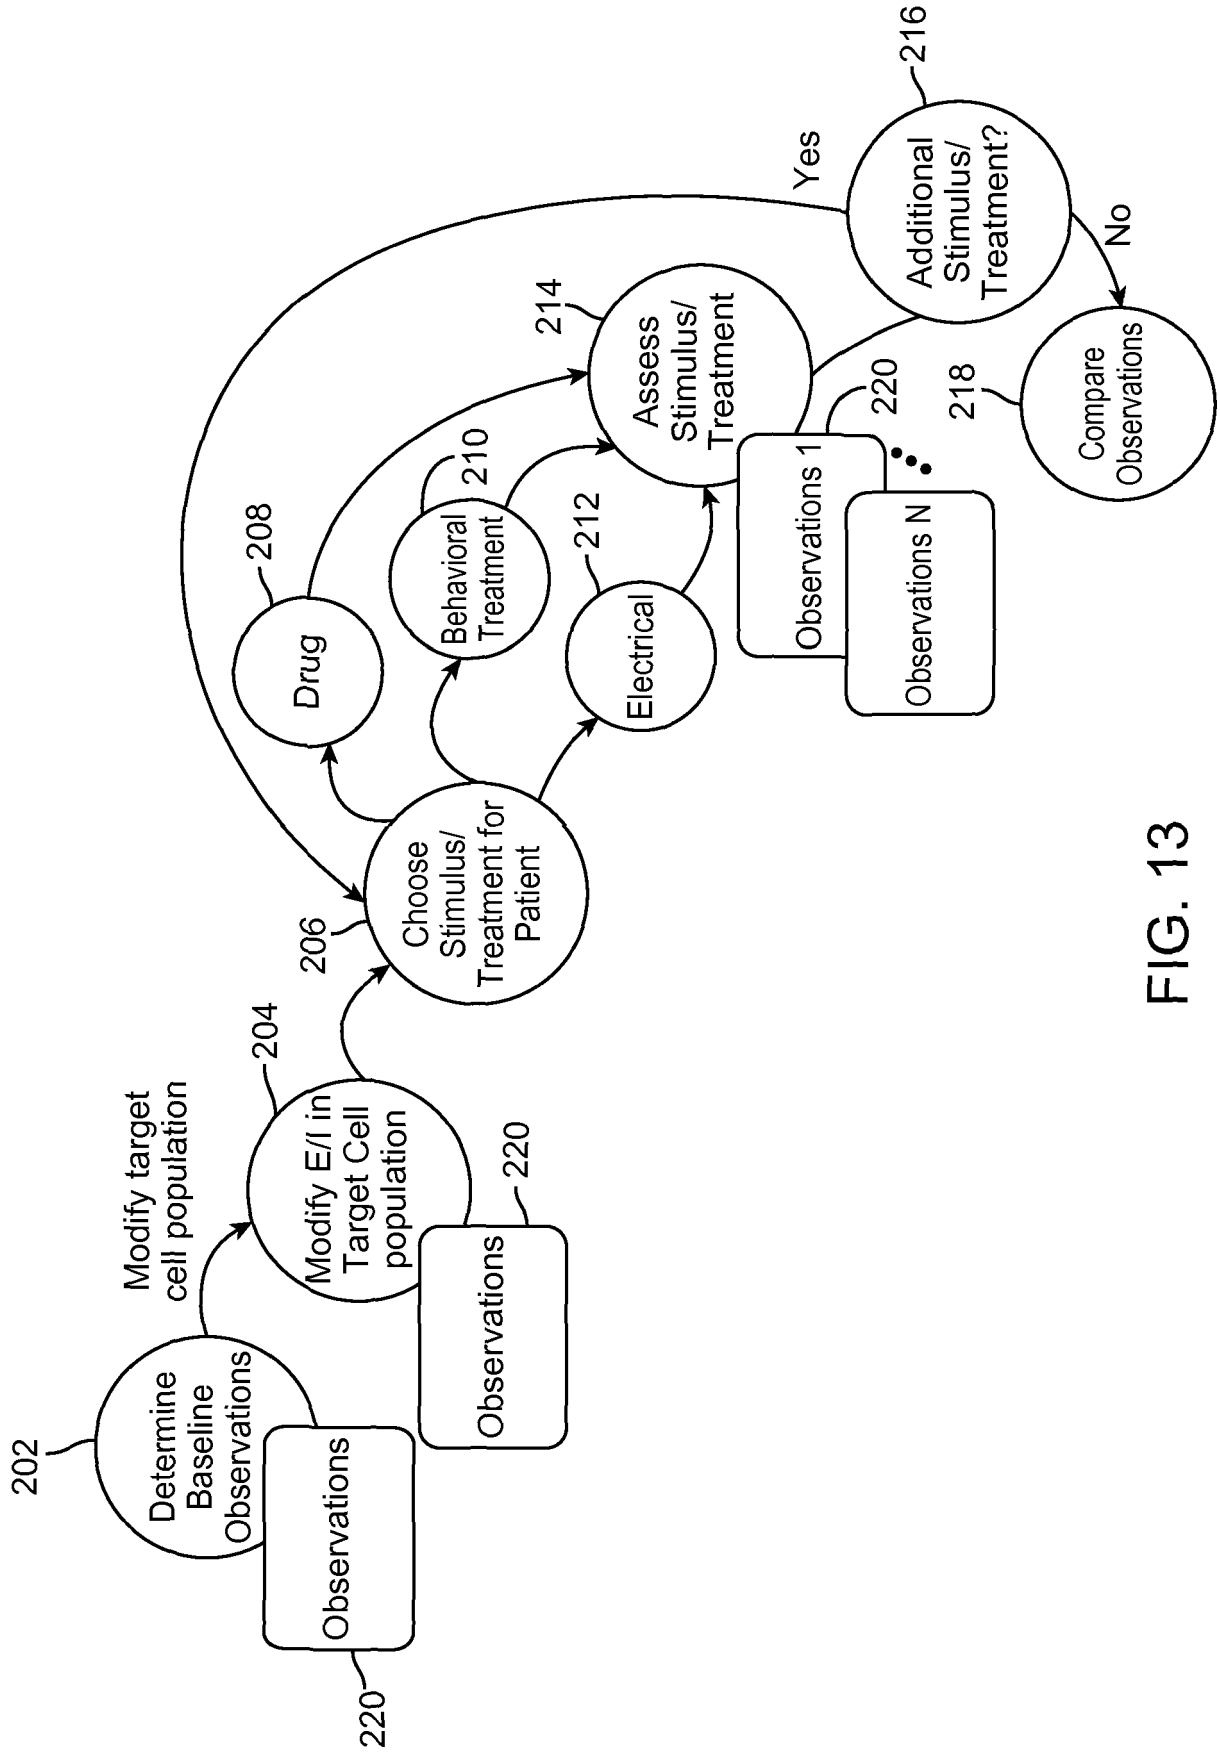 202
Determine
Baseline
Observations
Observations
220
Modify target
cell population
204
Modify E/I in
Target Cell
population
Observations
220
206
Choose
Stimulus/
Treatment for
Patient
208
Drug
210
Behavioral
Treatment
212
Electrical
214
Assess
Stimulus/
Treatment
Observations 1
220
Observations N
Yes
216
Additional
Stimulus/
Treatment?
No
218
Compare
Observations
FIG. 13